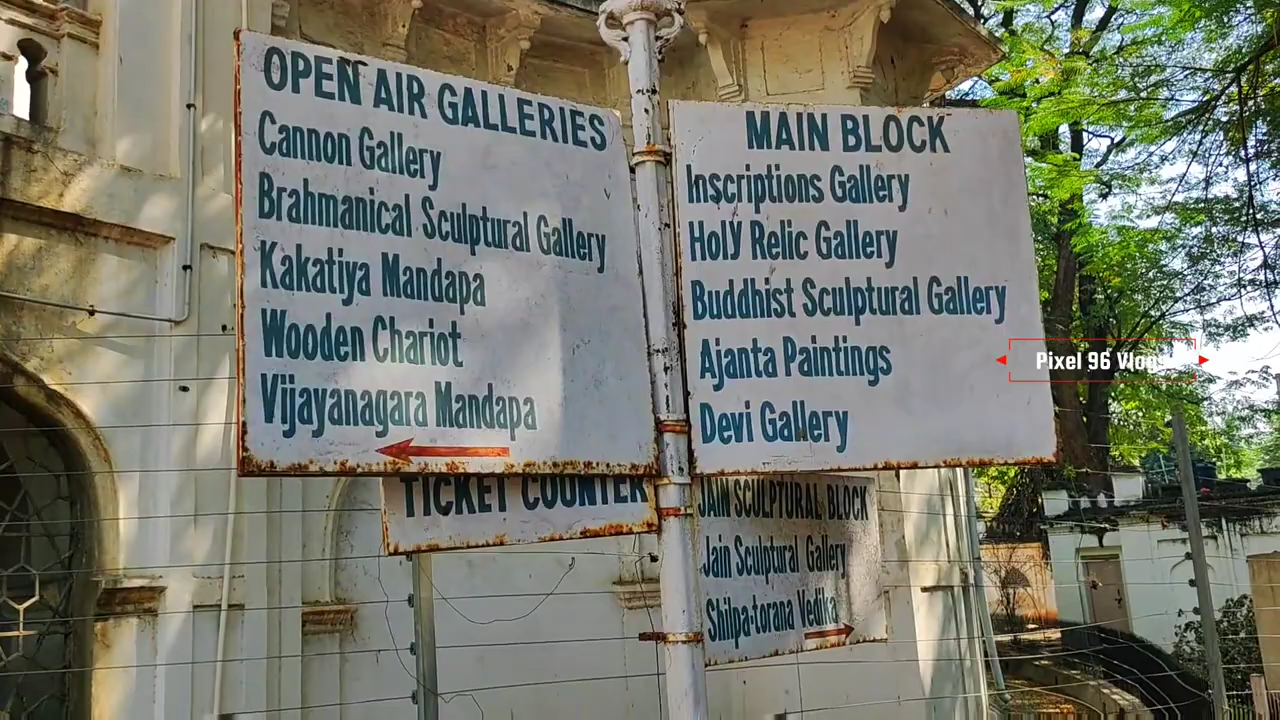 OPEN AIR GALLERIES
Cannon Gallery
Brahmanical Sculptural Gallery
Kakatiya Mandapa
Wooden Chariot
Vijayanagara Mandapa
MAIN BLOCK
Inscriptions Gallery
Holy Relic Gallery
Buddhist Sculptural Gallery
Ajanta Paintings
Devi Gallery
TICKET COUNTER
JAIN SCULPTURAL BLOCK
Jain Sculptural Gallery
Shilpa-torana Vedika
Pixel 96 Vlogs